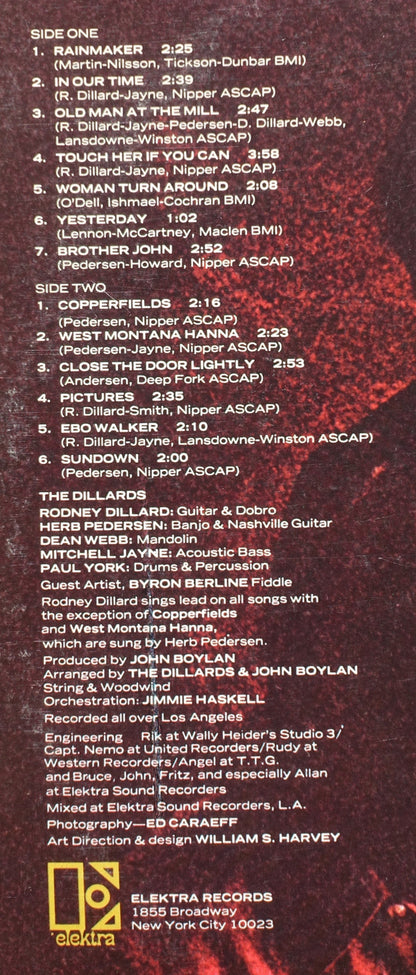 SIDE ONE
1. RAINMAKER 2:25
(Martin-Nilsson, Tickson-Dunbar BMI)
2. IN OUR TIME 2:39
(R. Dillard-Jayne, Nipper ASCAP)
3. OLD MAN AT THE MILL 2:47
(R. Dillard-Jayne-Pedersen-D. Dillard-Webb,
Lansdowne-Winston ASCAP)
4. TOUCH HER IF YOU CAN 3:58
(R. Dillard-Jayne, Nipper ASCAP)
5. WOMAN TURN AROUND 2:08
(O'Dell, Ishmael-Cochran BMI)
6. YESTERDAY 1:02
(Lennon-McCartney, Maclen BMI)
7. BROTHER JOHN 2:52
(Pedersen-Howard, Nipper ASCAP)
SIDE TWO
1. COPPERFIELDS 2:16
(Pedersen, Nipper ASCAP)
2. WEST MONTANA HANNA 2:23
(Pedersen-Jayne, Nipper ASCAP)
3. CLOSE THE DOOR LIGHTLY 2:53
(Andersen, Deep Fork ASCAP)
4. PICTURES 2:35
(R. Dillard-Smith, Nipper ASCAP)
5. EBO WALKER 2:10
(R. Dillard-Jayne, Lansdowne-Winston ASCAP)
6. SUNDOWN 2:00
(Pedersen, Nipper ASCAP)
THE DILLARDS
RODNEY DILLARD: Guitar & Dobro
HERB PEDERSEN: Banjo & Nashville Guitar
DEAN WEBB: Mandolin
MITCHELL JAYNE: Acoustic Bass
PAUL YORK: Drums & Percussion
Guest Artist, BYRON BERLINE Fiddle
Rodney Dillard sings lead on all songs with
the exception of Copperfields
and West Montana Hanna,
which are sung by Herb Pedersen.
Produced by JOHN BOYLAN
Arranged by THE DILLARDS & JOHN BOYLAN
String & Woodwind
Orchestration: JIMMIE HASKELL
Recorded all over Los Angeles
Engineering Rik at Wally Heider's Studio 3/
Capt. Nemo at United Recorders/Rudy at
Western Recorders/Angel at T.T.G.
and Bruce, John, Fritz, and especially Allan
at Elektra Sound Recorders
Mixed at Elektra Sound Recorders, L.A.
Photography—ED CARAEFF
Art Direction & design WILLIAM S. HARVEY
elektra
ELEKTRA RECORDS
1855 Broadway
New York City 10023